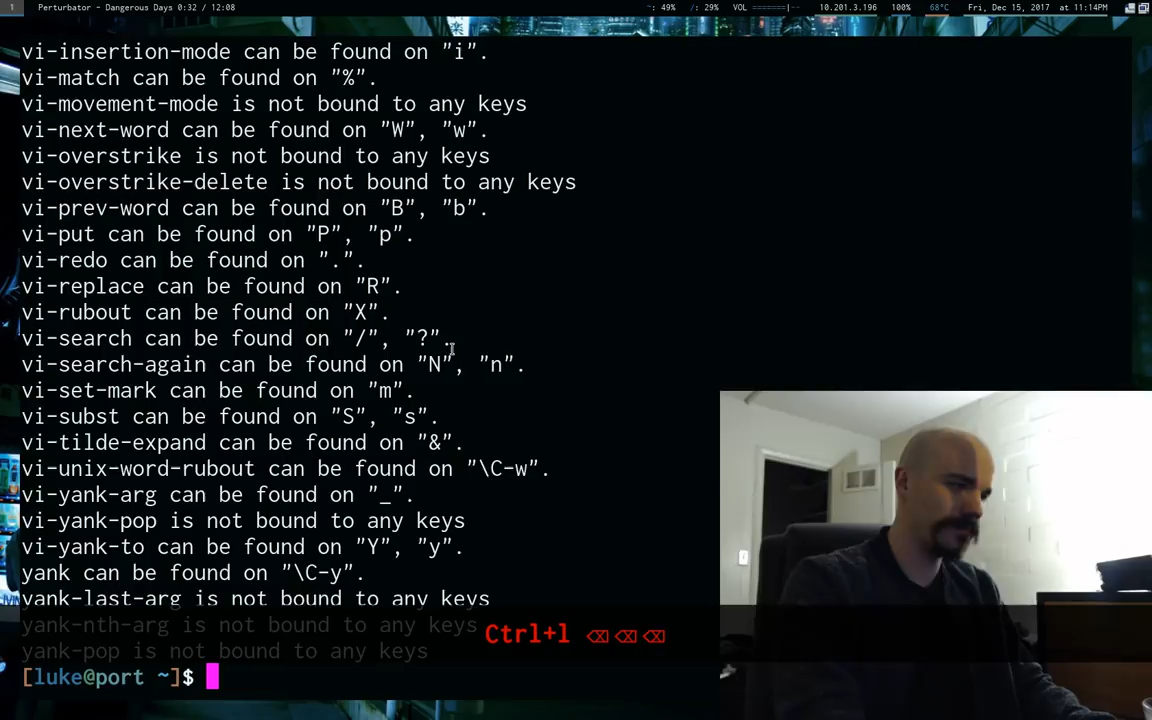 1 Perturbator - Dangerous Days 0:32 / 12:08 ~: 49% /: 29% VOL ———————|-- 10.201.3.196 100% 68°C Fri, Dec 15, 2017 at 11:14PM
vi-insertion-mode can be found on "i".
vi-match can be found on "%".
vi-movement-mode is not bound to any keys
vi-next-word can be found on "W", "w".
vi-overstrike is not bound to any keys
vi-overstrike-delete is not bound to any keys
vi-prev-word can be found on "B", "b".
vi-put can be found on "P", "p".
vi-redo can be found on ".".
vi-replace can be found on "R".
vi-rubout can be found on "X".
vi-search can be found on "/", "?".
vi-search-again can be found on "N", "n".
vi-set-mark can be found on "m".
vi-subst can be found on "S", "s".
vi-tilde-expand can be found on "&".
vi-unix-word-rubout can be found on "\C-w".
vi-yank-arg can be found on "_".
vi-yank-pop is not bound to any keys
vi-yank-to can be found on "Y", "y".
yank can be found on "\C-y".
yank-last-arg is not bound to any keys
yank-nth-arg is not bound to any keys
Ctrl+l ⌫⌫⌫
yank-pop is not bound to any keys
[luke@port ~]$